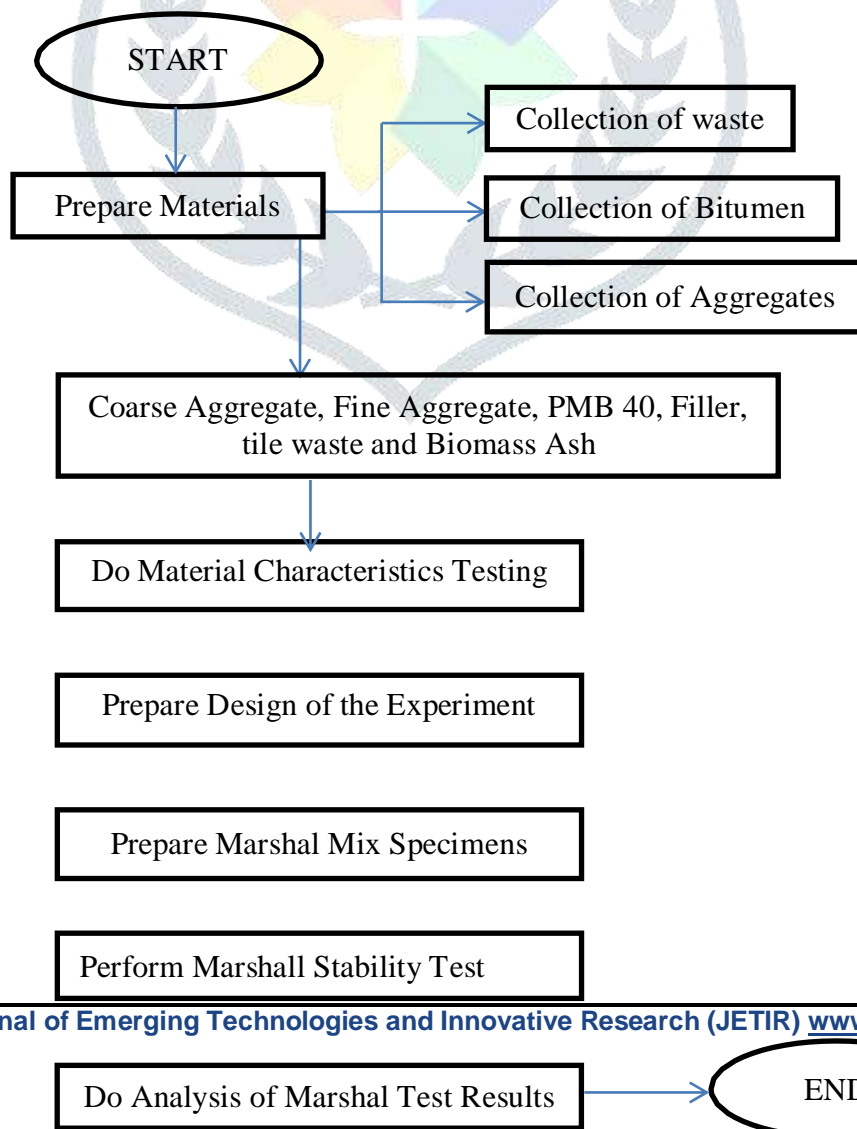 START
Collection of waste
Prepare Materials
Collection of Bitumen
Collection of Aggregates
Coarse Aggregate, Fine Aggregate, PMB 40, Filler,
tile waste and Biomass Ash
Do Material Characteristics Testing
Prepare Design of the Experiment
Prepare Marshal Mix Specimens
Perform Marshall Stability Test
nal of Emerging Technologies and Innovative Research (JETIR) www
Do Analysis of Marshal Test Results
END